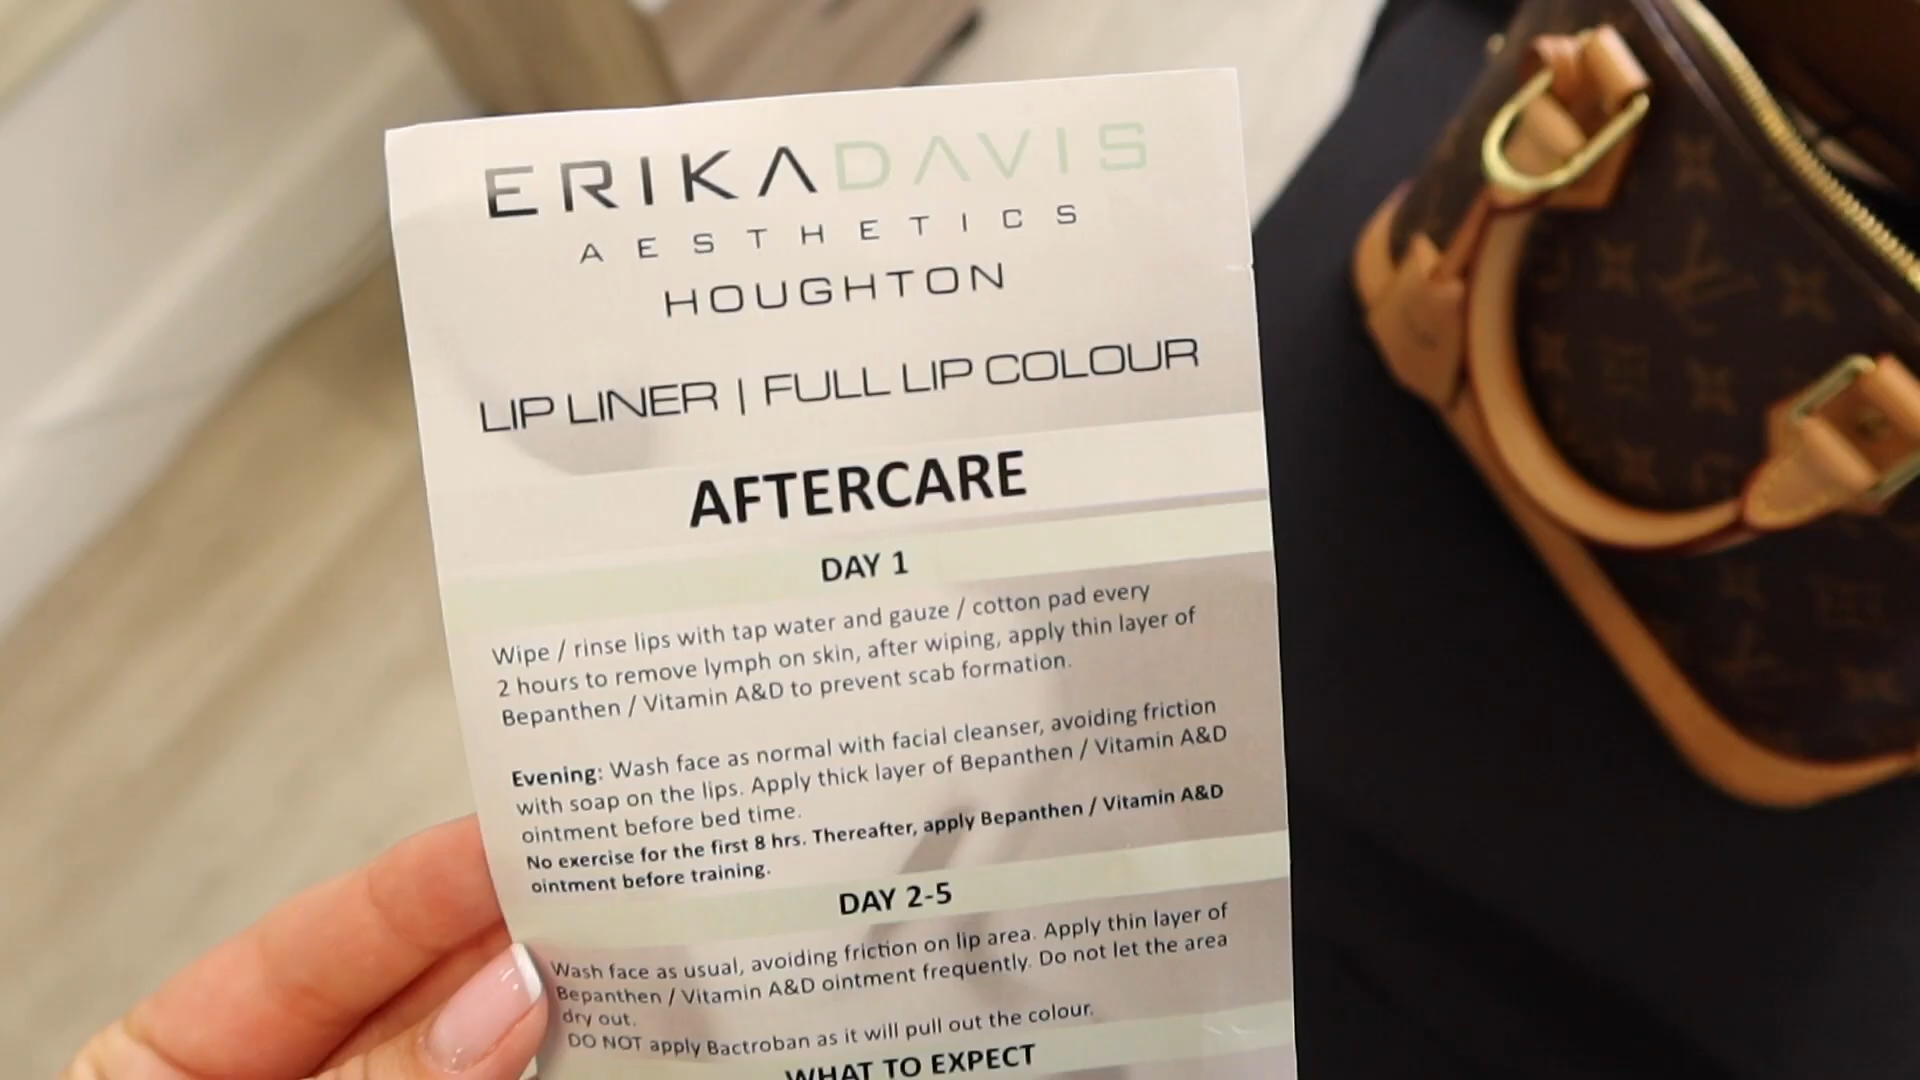 ERIKADAVIS
AESTHETICS
HOUGHTON
LIP LINER | FULL LIP COLOUR
AFTERCARE
DAY 1
Wipe / rinse lips with tap water and gauze / cotton pad every
2 hours to remove lymph on skin, after wiping, apply thin layer of
Bepanthen / Vitamin A&D to prevent scab formation.
Evening: Wash face as normal with facial cleanser, avoiding friction
with soap on the lips. Apply thick layer of Bepanthen / Vitamin A&D
ointment before bed time.
No exercise for the first 8 hrs. Thereafter, apply Bepanthen / Vitamin A&D
ointment before training.
DAY 2-5
Wash face as usual, avoiding friction on lip area. Apply thin layer of
Bepanthen / Vitamin A&D ointment frequently. Do not let the area
dry out.
DO NOT apply Bactroban as it will pull out the colour.
WHAT TO EXPECT